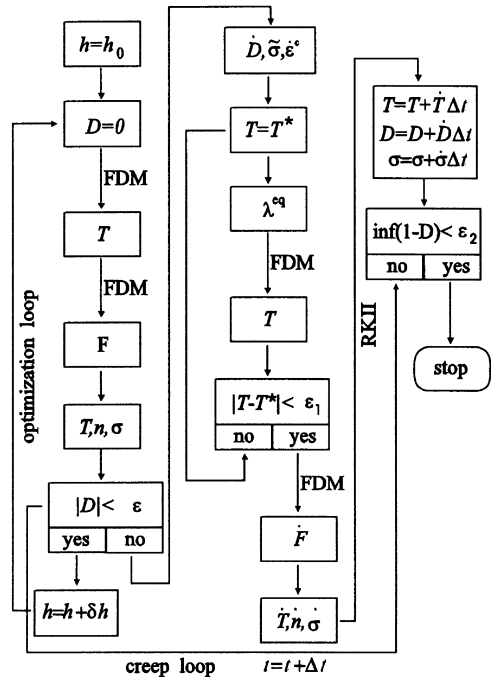 h=h₀
D=0
FDM
T
FDM
F
T,n,σ
|D|< ε
yes no
h=h+δh
optimization loop
Ḋ,σ̃,ε̇ᶜ
T=T*
λᵉq
FDM
T
|T-T*|< ε₁
no yes
FDM
Ḟ
Ṫ,ṅ,σ̇
RKII
T=T+ṪΔt
D=D+ḊΔt
σ=σ+σ̇Δt
inf(1-D)< ε₂
no yes
stop
creep loop t=t+Δt